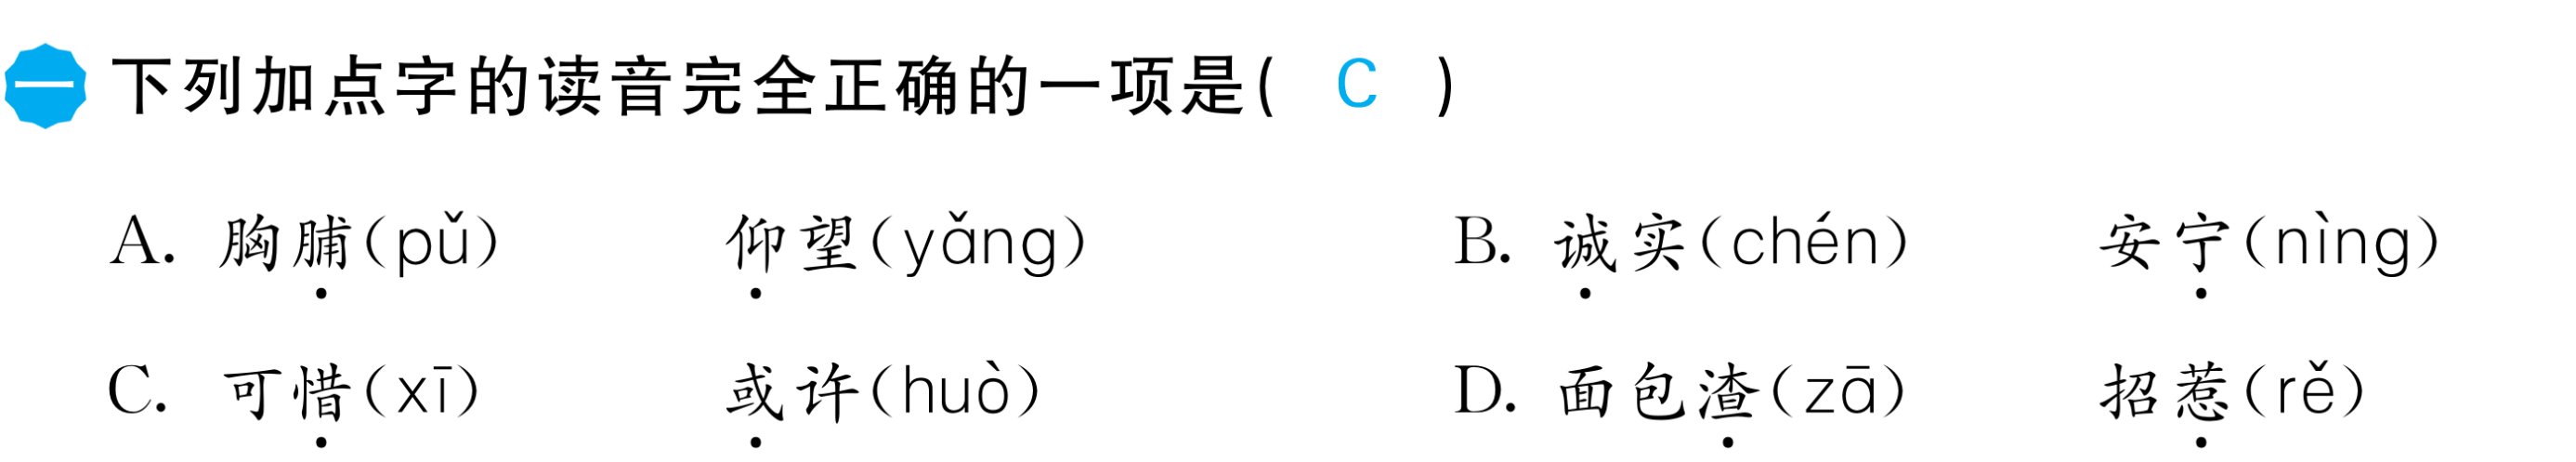 一 下列加点字的读音完全正确的一项是( C )
A. 胸脯(pǔ) 仰望(yǎng) B. 诚实(chén) 安宁(nìng)
C. 可惜(xī) 或许(huò) D. 面包渣(zā) 招惹(rě)